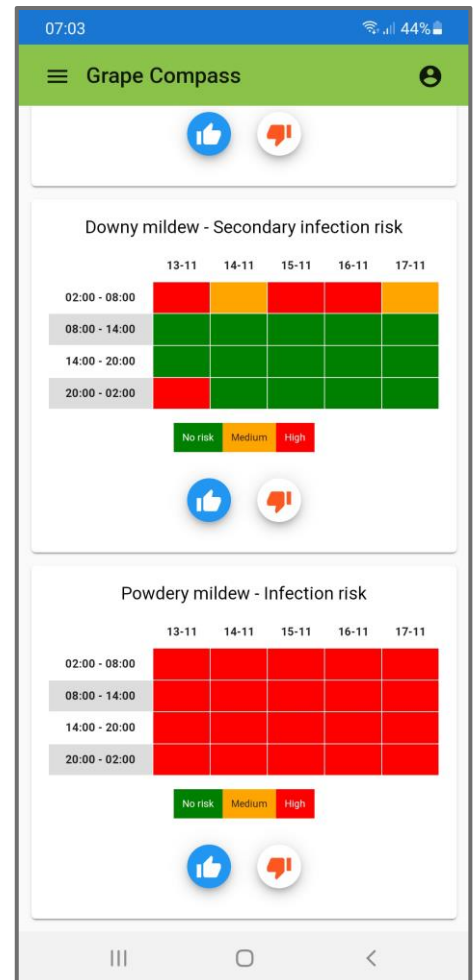 07:03 44%
Grape Compass
Downy mildew - Secondary infection risk
13-11 14-11 15-11 16-11 17-11
02:00 - 08:00
08:00 - 14:00
14:00 - 20:00
20:00 - 02:00
No risk Medium High
Powdery mildew - Infection risk
13-11 14-11 15-11 16-11 17-11
02:00 - 08:00
08:00 - 14:00
14:00 - 20:00
20:00 - 02:00
No risk Medium High